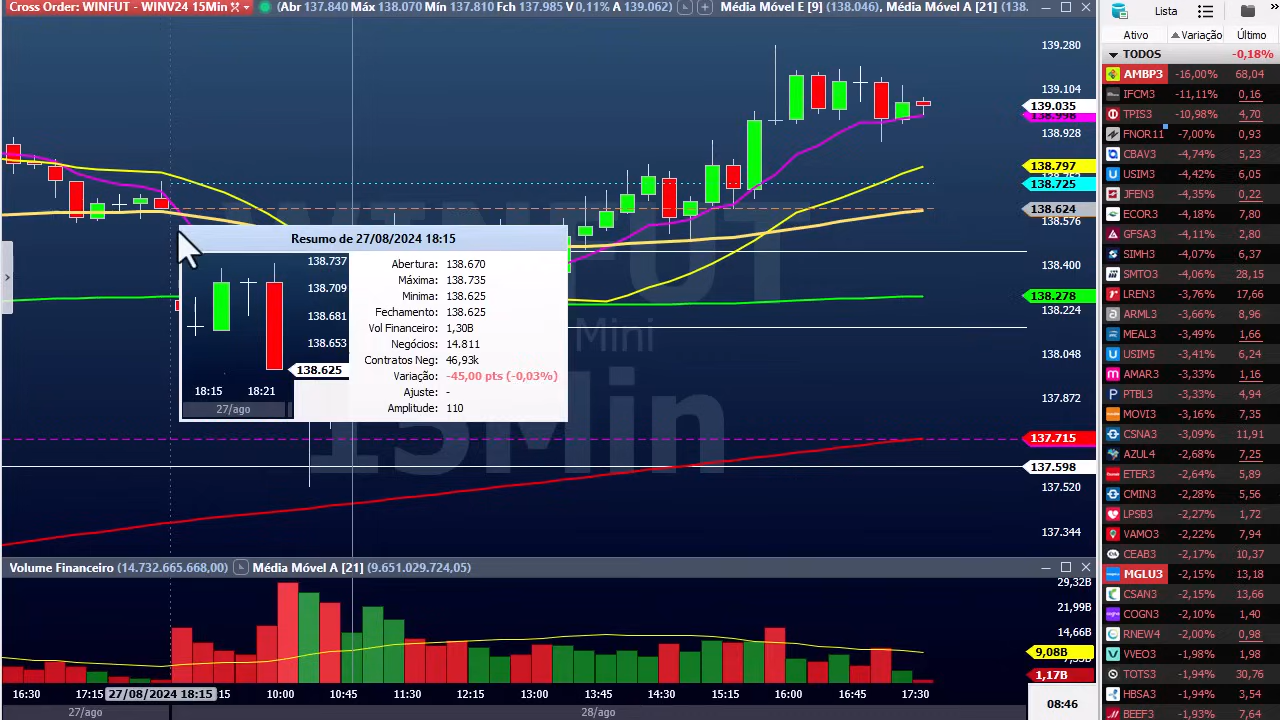 Cross Order: WINFUT - WINV24 15Min
(Abr 137.840 Máx 138.070 Min 137.810 Fch 137.985 V 0,11% A 139.062)
Média Móvel E [9] (138.046), Média Móvel A [21] (138.
139.280
139.104
139.035
138.998
138.928
138.797
138.725
138.624
138.576
138.400
138.278
138.224
138.048
137.872
137.715
137.598
137.520
137.344
Mini
15Min
Resumo de 27/08/2024 18:15
138.737
138.709
138.681
138.653
138.625
18:15 18:21
27/ago
Abertura: 138.670
Máxima: 138.735
Minima: 138.625
Fechimento: 138.625
Vol Financeiro: 1,30B
Negócios: 14.811
Contratos Neg: 46,93k
Variação: -45,00 pts (-0,03%)
Ajuste: -
Amplitude: 110
Volume Financeiro (14.732.665.668,00) Média Móvel A [21] (9.651.029.724,05)
29,32B
21,99B
14,66B
9,08B
7,33B
1,17B
16:30 17:15 27/08/2024 18:15 15 10:00 10:45 11:30 12:15 13:00 13:45 14:30 15:15 16:00 16:45 17:30
27/ago 28/ago
08:46
Lista
Ativo Variação Último
TODOS -0,18%
AMBP3 -16,00% 68,04
IFCM3 -11,11% 0,16
TPIS3 -10,98% 4,70
FNOR11 -7,00% 0,93
CBAV3 -4,74% 5,23
USIM3 -4,42% 6,05
JFEN3 -4,35% 0,22
ECOR3 -4,18% 7,80
GFSA3 -4,11% 2,80
SIMH3 -4,07% 6,37
SMTO3 -4,06% 28,15
LREN3 -3,76% 17,66
ARML3 -3,66% 8,96
MEAL3 -3,49% 1,66
USIM5 -3,41% 6,24
AMAR3 -3,33% 1,16
PTBL3 -3,33% 4,94
MOVI3 -3,16% 7,35
CSNA3 -3,09% 11,91
AZUL4 -2,68% 7,25
ETER3 -2,64% 5,89
CMIN3 -2,28% 5,56
LPSB3 -2,27% 1,72
VAMO3 -2,22% 7,94
CEAB3 -2,17% 10,37
MGLU3 -2,15% 13,18
CSAN3 -2,15% 13,66
COGN3 -2,10% 1,40
RNEW4 -2,00% 0,98
VVEO3 -1,98% 1,98
TOTS3 -1,94% 30,76
HBSA3 -1,94% 3,54
BEEF3 -1,93% 7,64